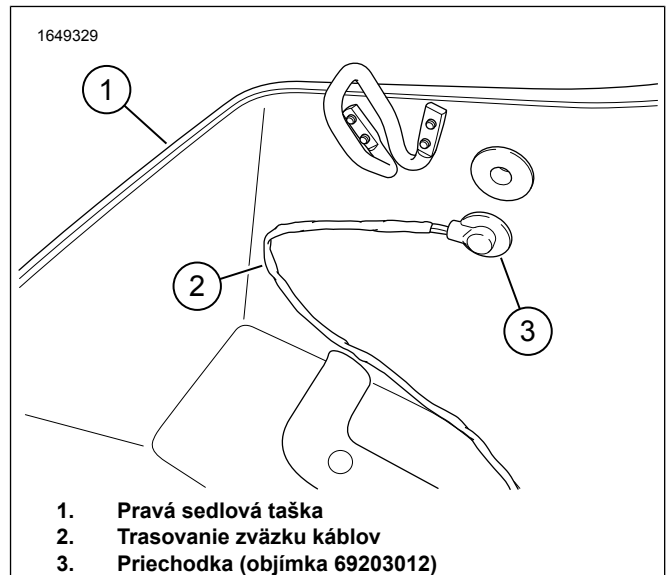 1649329
1
2
3
1. Pravá sedlová taška
2. Trasovanie zväzku káblov
3. Priechodka (objímka 69203012)